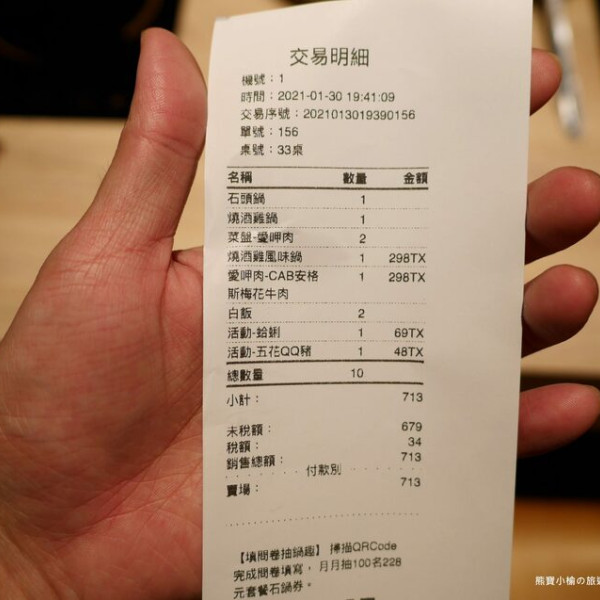 交易明細
機號：1
時間：2021-01-30 19:41:09
交易序號：2021013019390156
單號：156
桌號：33桌
名稱 數量 金額
石頭鍋 1
燒酒雞鍋 1
菜盤-愛呷肉 2
燒酒雞風味鍋 1 298TX
愛呷肉-CAB安格 1 298TX
斯梅花牛肉
白飯 2
活動-蛤蜊 1 69TX
活動-五花QQ豬 1 48TX
總數量 10
小計： 713
未稅額： 679
稅額： 34
銷售總額： 713
付款別
賣場： 713
【填問卷抽鍋趣】 掃描QRCode
完成問卷填寫，月月抽100名228
元套餐石鍋券。
熊寶小榆の旅